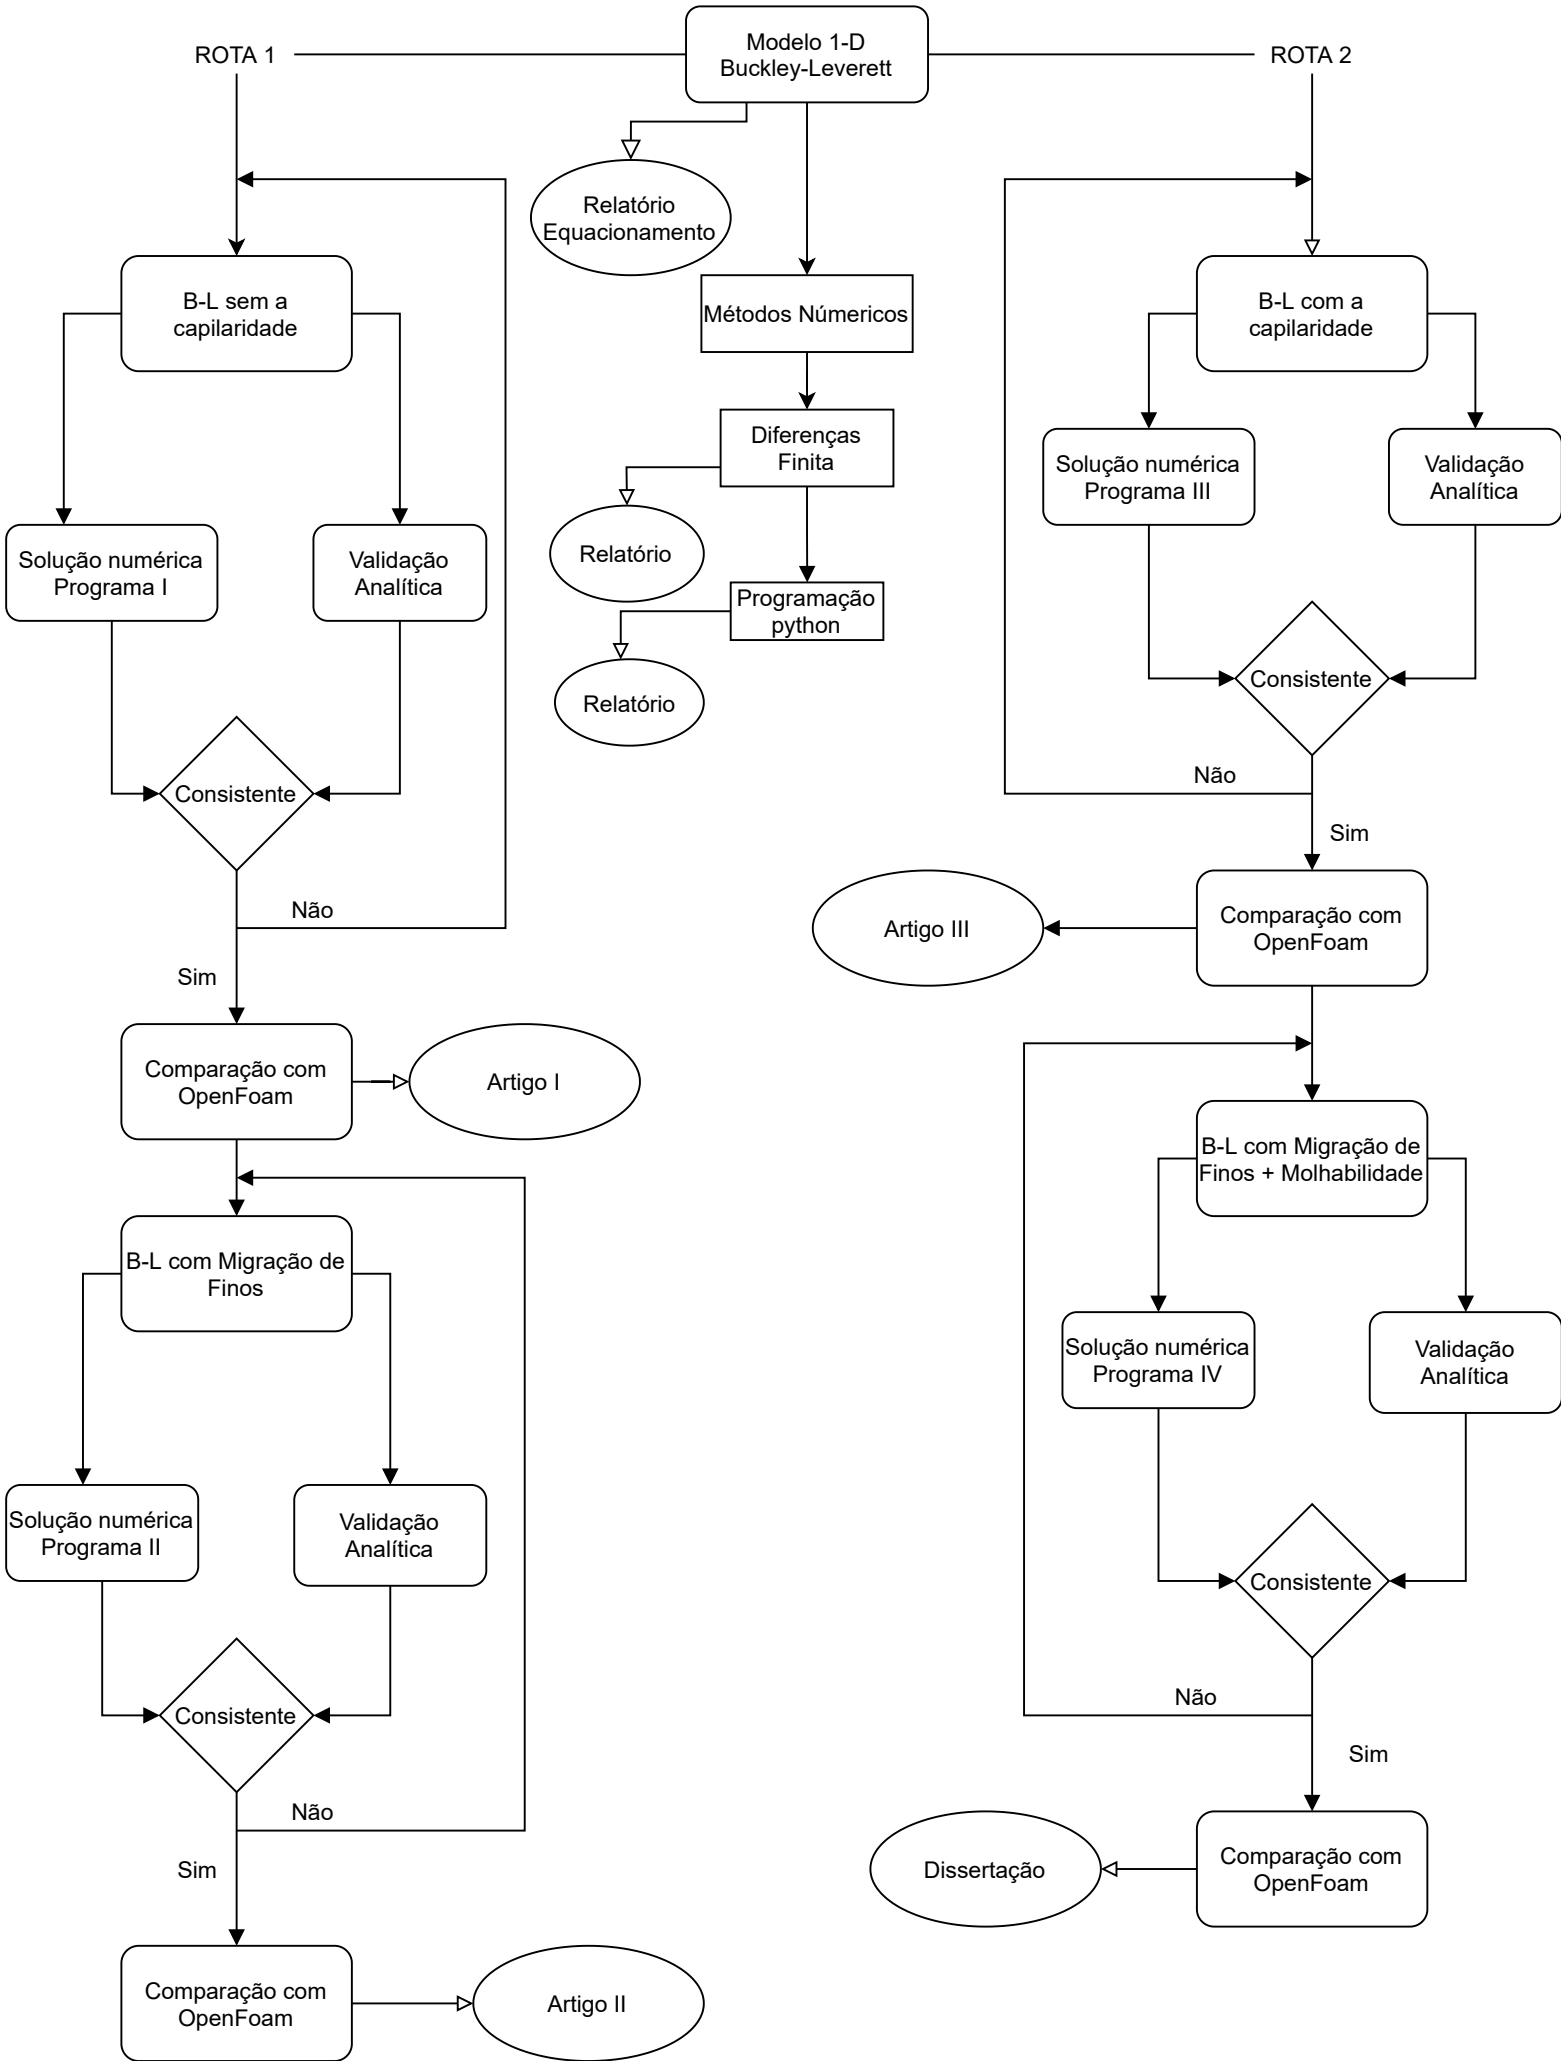 Modelo 1-D
Buckley-Leverett
ROTA 1
ROTA 2
Relatório
Equacionamento
Métodos Númericos
Diferenças
Finita
Relatório
Programação
python
Relatório
B-L sem a
capilaridade
Solução numérica
Programa I
Validação
Analítica
Consistente
Não
Sim
Comparação com
OpenFoam
Artigo I
B-L com Migração de
Finos
Solução numérica
Programa II
Validação
Analítica
Consistente
Não
Sim
Comparação com
OpenFoam
Artigo II
B-L com a
capilaridade
Solução numérica
Programa III
Validação
Analítica
Consistente
Não
Sim
Comparação com
OpenFoam
Artigo III
B-L com Migração de
Finos + Molhabilidade
Solução numérica
Programa IV
Validação
Analítica
Consistente
Não
Sim
Comparação com
OpenFoam
Dissertação